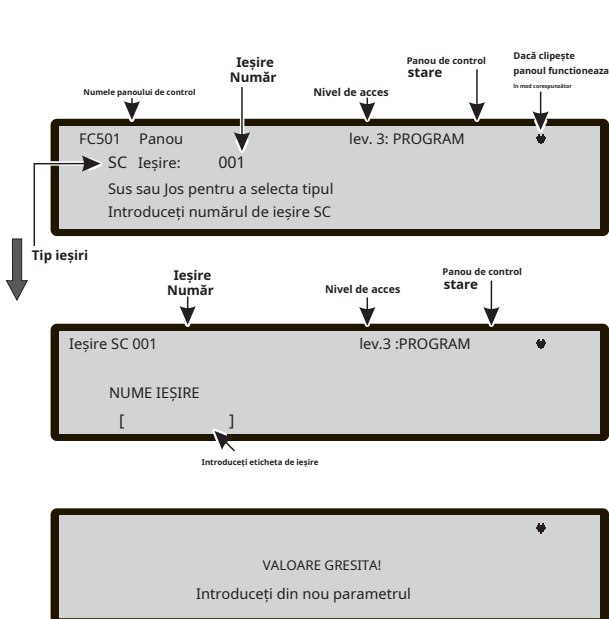 Ieșire
Număr
Panou de control
stare
Dacă clipește
panoul functioneaza
în mod corespunzător
Numele panoului de control
Nivel de acces
FC501 Panou lev. 3: PROGRAM
SC Ieșire: 001
Sus sau Jos pentru a selecta tipul
Introduceți numărul de ieșire SC
Tip ieșiri
Ieșire
Număr
Nivel de acces
Panou de control
stare
Ieșire SC 001 lev.3 :PROGRAM
NUME IEȘIRE
[ ]
Introduceți eticheta de ieșire
VALOARE GRESITA!
Introduceți din nou parametrul